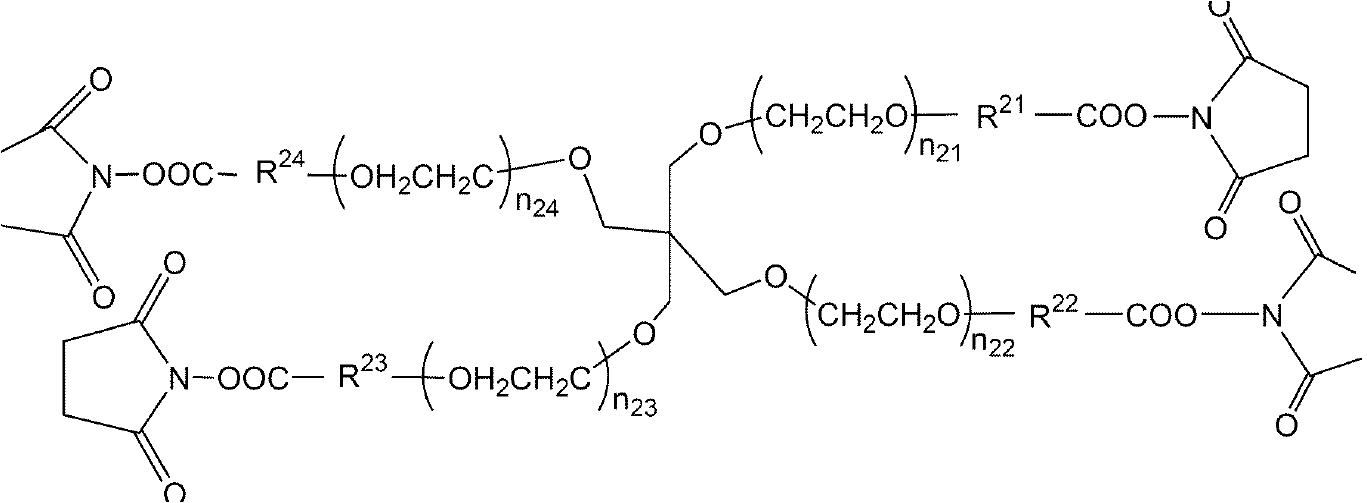 O
O
(CH2CH2O)n21 — R21 — COO — N
O
N — OOC — R24 — (OH2CH2C)n24 O
O
O
O
O
O
(CH2CH2O)n22 — R22 — COO — N
O
O
N — OOC — R23 — (OH2CH2C)n23 O
O